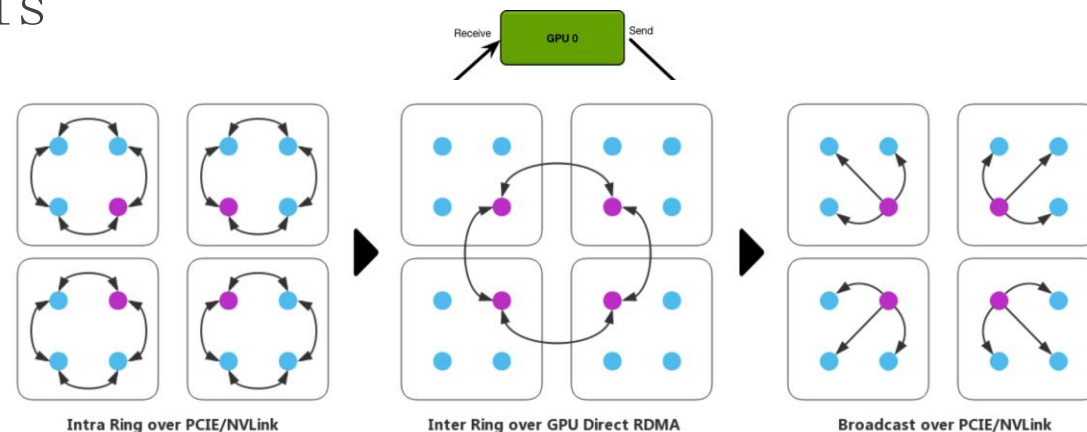 Receive
GPU 0
Send
Intra Ring over PCIE/NVLink
Inter Ring over GPU Direct RDMA
Broadcast over PCIE/NVLink